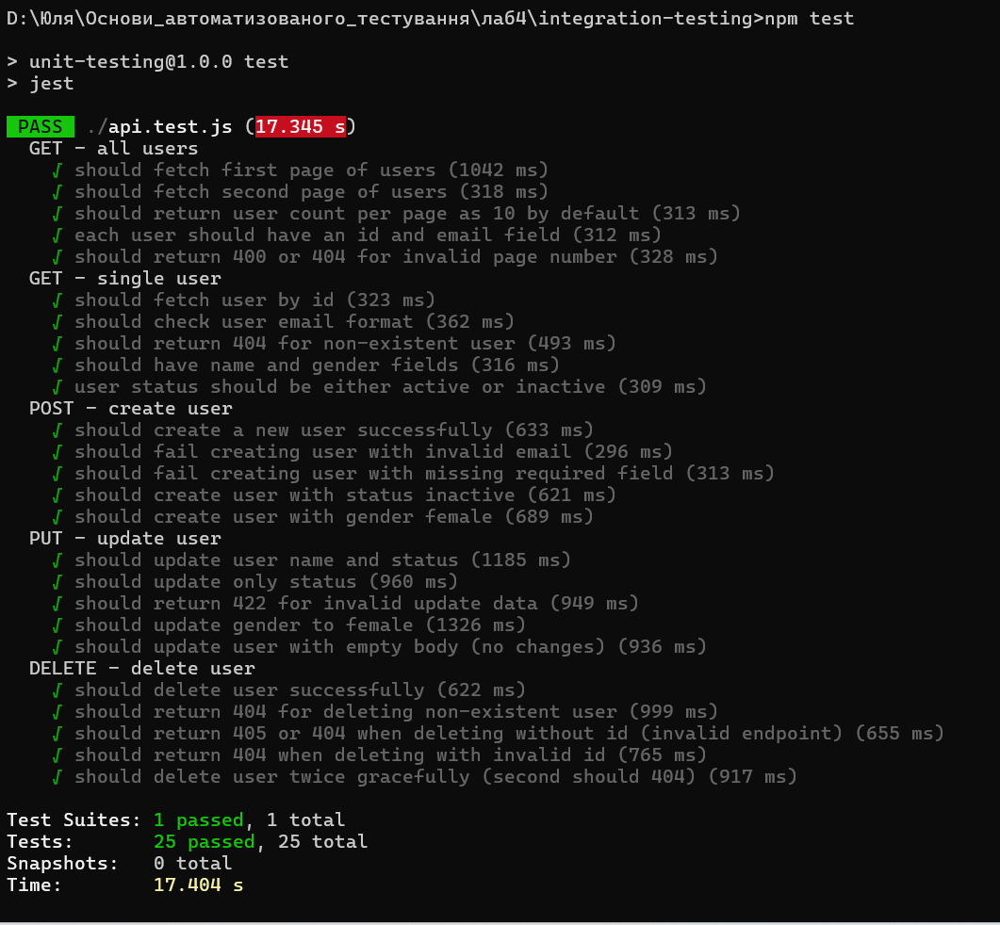 D:\Юля\Основи_автоматизованого_тестування\лаб4\integration-testing>npm test
> unit-testing@1.0.0 test
> jest
PASS ./api.test.js (17.345 s)
GET - all users
√ should fetch first page of users (1042 ms)
√ should fetch second page of users (318 ms)
√ should return user count per page as 10 by default (313 ms)
√ each user should have an id and email field (312 ms)
√ should return 400 or 404 for invalid page number (328 ms)
GET - single user
√ should fetch user by id (323 ms)
√ should check user email format (362 ms)
√ should return 404 for non-existent user (493 ms)
√ should have name and gender fields (316 ms)
√ user status should be either active or inactive (309 ms)
POST - create user
√ should create a new user successfully (633 ms)
√ should fail creating user with invalid email (296 ms)
√ should fail creating user with missing required field (313 ms)
√ should create user with status inactive (621 ms)
√ should create user with gender female (689 ms)
PUT - update user
√ should update user name and status (1185 ms)
√ should update only status (960 ms)
√ should return 422 for invalid update data (949 ms)
√ should update gender to female (1326 ms)
√ should update user with empty body (no changes) (936 ms)
DELETE - delete user
√ should delete user successfully (622 ms)
√ should return 404 for deleting non-existent user (999 ms)
√ should return 405 or 404 when deleting without id (invalid endpoint) (655 ms)
√ should return 404 when deleting with invalid id (765 ms)
√ should delete user twice gracefully (second should 404) (917 ms)
Test Suites: 1 passed, 1 total
Tests: 25 passed, 25 total
Snapshots: 0 total
Time: 17.404 s